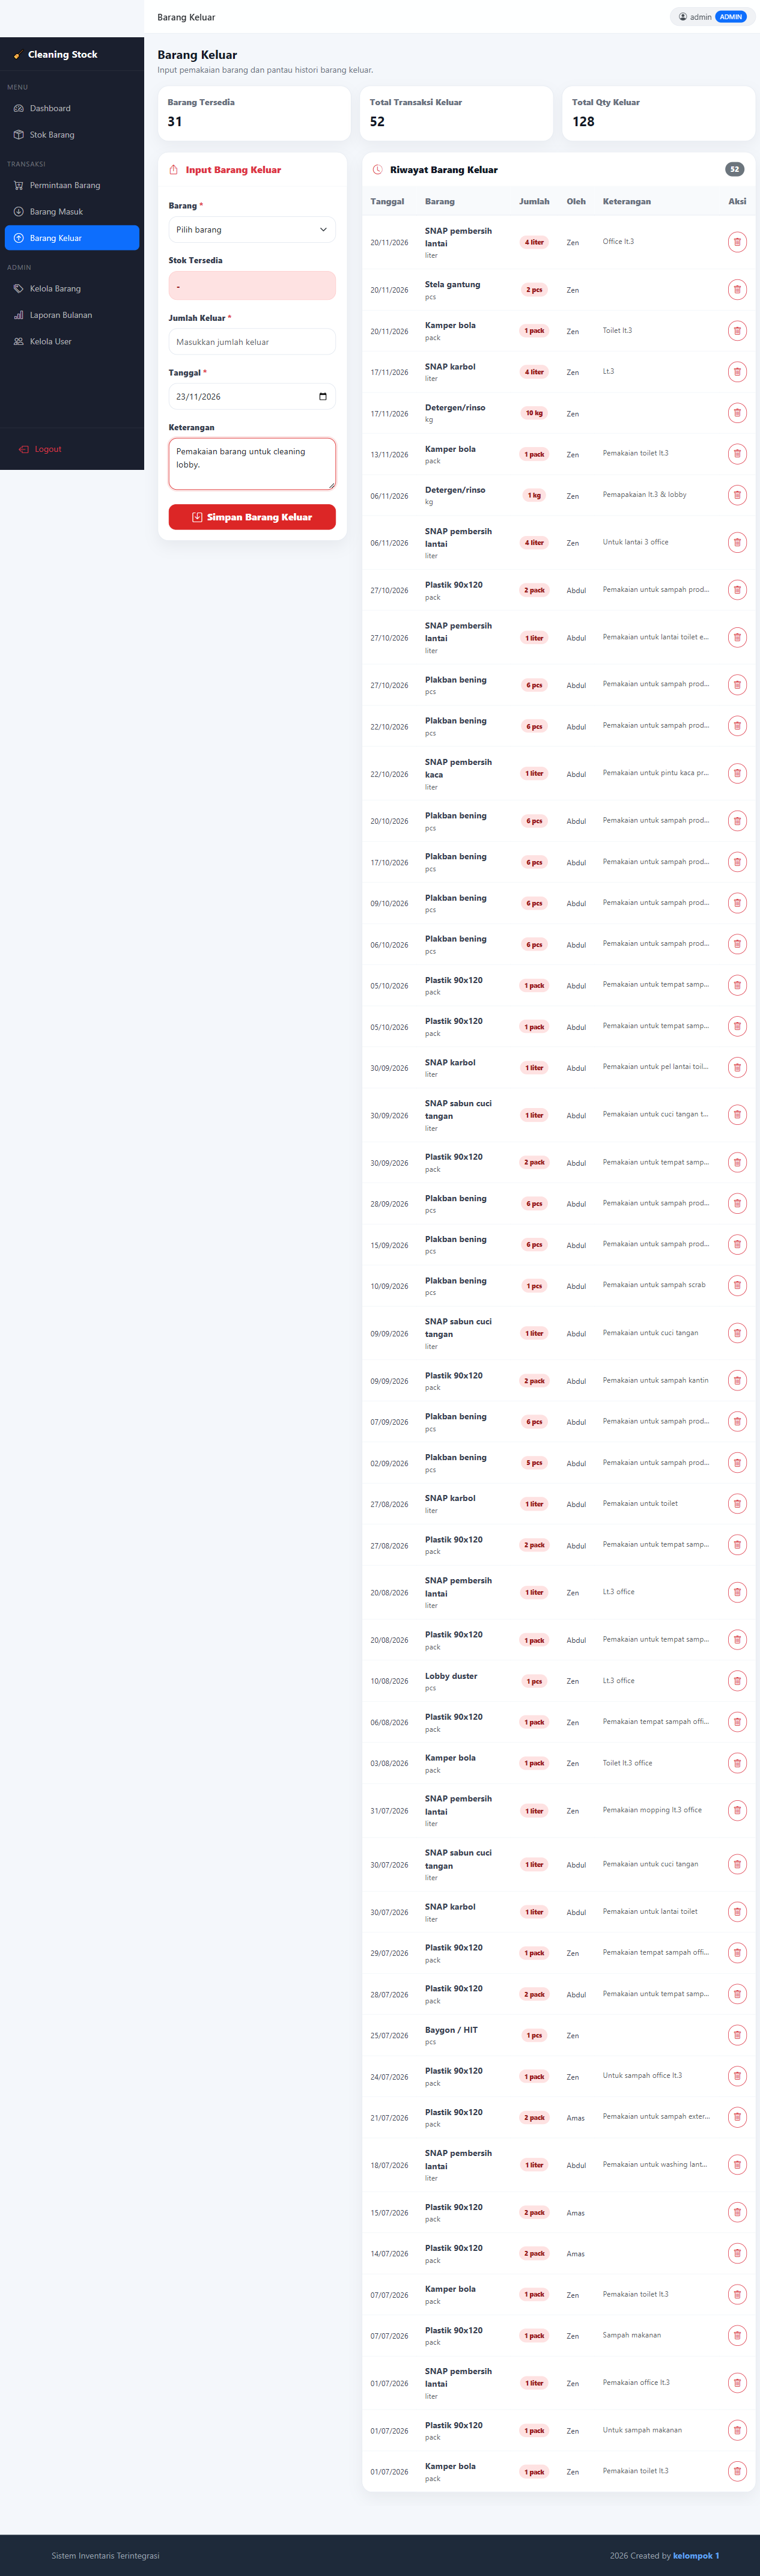 Barang Keluar
admin ADMIN
Cleaning Stock
MENU
Dashboard
Stok Barang
TRANSAKSI
Permintaan Barang
Barang Masuk
Barang Keluar
ADMIN
Kelola Barang
Laporan Bulanan
Kelola User
Logout
Barang Keluar
Input pemakaian barang dan pantau histori barang keluar.
Barang Tersedia
31
Total Transaksi Keluar
52
Total Qty Keluar
128
Input Barang Keluar
Barang *
Pilih barang
Stok Tersedia
-
Jumlah Keluar *
Masukkan jumlah keluar
Tanggal *
23/11/2026
Keterangan
Pemakaian barang untuk cleaning
lobby.
Simpan Barang Keluar
Riwayat Barang Keluar 52
Tanggal Barang Jumlah Oleh Keterangan Aksi
20/11/2026 SNAP pembersih lantai liter 4 liter Zen Office lt.3
20/11/2026 Stela gantung pcs 2 pcs Zen
20/11/2026 Kamper bola pack 1 pack Zen Toilet lt.3
17/11/2026 SNAP karbol liter 4 liter Zen Lt.3
17/11/2026 Detergen/rinso kg 10 kg Zen
13/11/2026 Kamper bola pack 1 pack Zen Pemakaian toilet lt.3
06/11/2026 Detergen/rinso kg 1 kg Zen Pemapakaian lt.3 & lobby
06/11/2026 SNAP pembersih lantai liter 4 liter Zen Untuk lantai 3 office
27/10/2026 Plastik 90x120 pack 2 pack Abdul Pemakaian untuk sampah prod...
27/10/2026 SNAP pembersih lantai liter 1 liter Abdul Pemakaian untuk lantai toilet e...
27/10/2026 Plakban bening pcs 6 pcs Abdul Pemakaian untuk sampah prod...
22/10/2026 Plakban bening pcs 6 pcs Abdul Pemakaian untuk sampah prod...
22/10/2026 SNAP pembersih kaca liter 1 liter Abdul Pemakaian untuk pintu kaca pr...
20/10/2026 Plakban bening pcs 6 pcs Abdul Pemakaian untuk sampah prod...
17/10/2026 Plakban bening pcs 6 pcs Abdul Pemakaian untuk sampah prod...
09/10/2026 Plakban bening pcs 6 pcs Abdul Pemakaian untuk sampah prod...
06/10/2026 Plakban bening pcs 6 pcs Abdul Pemakaian untuk sampah prod...
05/10/2026 Plastik 90x120 pack 1 pack Abdul Pemakaian untuk tempat samp...
05/10/2026 Plastik 90x120 pack 1 pack Abdul Pemakaian untuk tempat samp...
30/09/2026 SNAP karbol liter 1 liter Abdul Pemakaian untuk pel lantai toil...
30/09/2026 SNAP sabun cuci tangan liter 1 liter Abdul Pemakaian untuk cuci tangan t...
30/09/2026 Plastik 90x120 pack 2 pack Abdul Pemakaian untuk tempat samp...
28/09/2026 Plakban bening pcs 6 pcs Abdul Pemakaian untuk sampah prod...
15/09/2026 Plakban bening pcs 6 pcs Abdul Pemakaian untuk sampah prod...
10/09/2026 Plakban bening pcs 1 pcs Abdul Pemakaian untuk sampah scrab
09/09/2026 SNAP sabun cuci tangan liter 1 liter Abdul Pemakaian untuk cuci tangan
09/09/2026 Plastik 90x120 pack 2 pack Abdul Pemakaian untuk sampah kantin
07/09/2026 Plakban bening pcs 6 pcs Abdul Pemakaian untuk sampah prod...
02/09/2026 Plakban bening pcs 5 pcs Abdul Pemakaian untuk sampah prod...
27/08/2026 SNAP karbol liter 1 liter Abdul Pemakaian untuk toilet
27/08/2026 Plastik 90x120 pack 2 pack Abdul Pemakaian untuk tempat samp...
20/08/2026 SNAP pembersih lantai liter 1 liter Zen Lt.3 office
20/08/2026 Plastik 90x120 pack 1 pack Abdul Pemakaian untuk tempat samp...
10/08/2026 Lobby duster pcs 1 pcs Zen Lt.3 office
06/08/2026 Plastik 90x120 pack 1 pack Zen Pemakaian tempat sampah offi...
03/08/2026 Kamper bola pack 1 pack Zen Toilet lt.3 office
31/07/2026 SNAP pembersih lantai liter 1 liter Zen Pemakaian mopping lt.3 office
30/07/2026 SNAP sabun cuci tangan liter 1 liter Abdul Pemakaian untuk cuci tangan
30/07/2026 SNAP karbol liter 1 liter Abdul Pemakaian untuk lantai toilet
29/07/2026 Plastik 90x120 pack 1 pack Zen Pemakaian tempat sampah offi...
28/07/2026 Plastik 90x120 pack 2 pack Abdul Pemakaian untuk tempat samp...
25/07/2026 Baygon / HIT pcs 1 pcs Zen
24/07/2026 Plastik 90x120 pack 1 pack Zen Untuk sampah office lt.3
21/07/2026 Plastik 90x120 pack 2 pack Amas Pemakaian untuk sampah exter...
18/07/2026 SNAP pembersih lantai liter 1 liter Abdul Pemakaian untuk washing lant...
15/07/2026 Plastik 90x120 pack 2 pack Amas
14/07/2026 Plastik 90x120 pack 2 pack Amas
07/07/2026 Kamper bola pack 1 pack Zen Pemakaian toilet lt.3
07/07/2026 Plastik 90x120 pack 1 pack Zen Sampah makanan
01/07/2026 SNAP pembersih lantai liter 1 liter Zen Pemakaian office lt.3
01/07/2026 Plastik 90x120 pack 1 pack Zen Untuk sampah makanan
01/07/2026 Kamper bola pack 1 pack Zen Pemakaian toilet lt.3
Sistem Inventaris Terintegrasi
2026 Created by kelompok 1